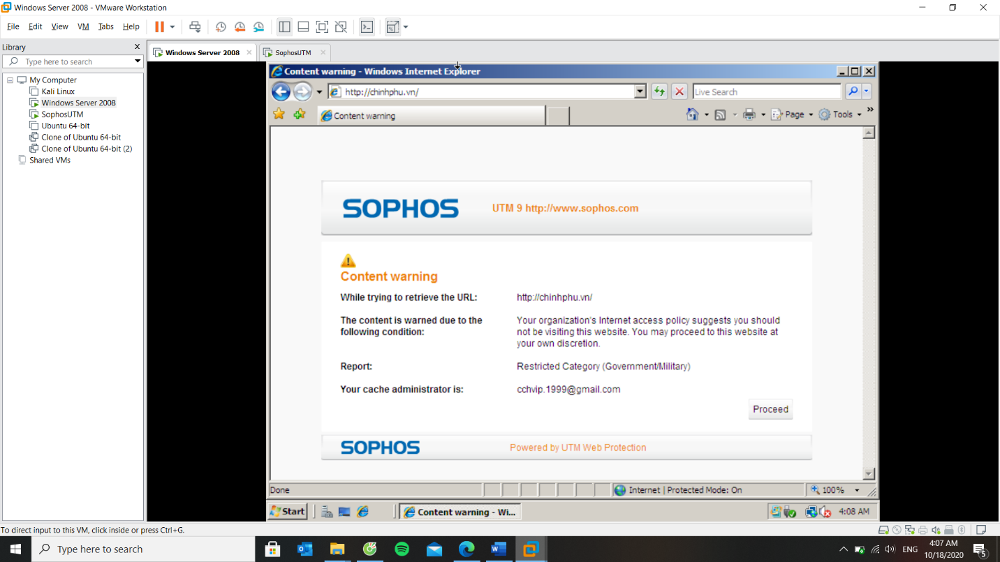 Windows Server 2008 - VMware Workstation
File Edit View VM Tabs Help
Library
Type here to search
My Computer
Kali Linux
Windows Server 2008
SophosUTM
Ubuntu 64-bit
Clone of Ubuntu 64-bit
Clone of Ubuntu 64-bit (2)
Shared VMs
Windows Server 2008
SophosUTM
Content warning - Windows Internet Explorer
http://chinhphu.vn/
Live Search
Content warning
Page Tools
SOPHOS
UTM 9 http://www.sophos.com
Content warning
While trying to retrieve the URL: http://chinhphu.vn/
The content is warned due to the following condition:
Your organization's Internet access policy suggests you should
not be visiting this website. You may proceed to this website at
your own discretion.
Report: Restricted Category (Government/Military)
Your cache administrator is: cchvip.1999@gmail.com
Proceed
SOPHOS
Powered by UTM Web Protection
Done
Internet | Protected Mode: On
100%
Start
Content warning - Wi...
4:08 AM
To direct input to this VM, click inside or press Ctrl+G.
Type here to search
ENG
4:07 AM
10/18/2020
5